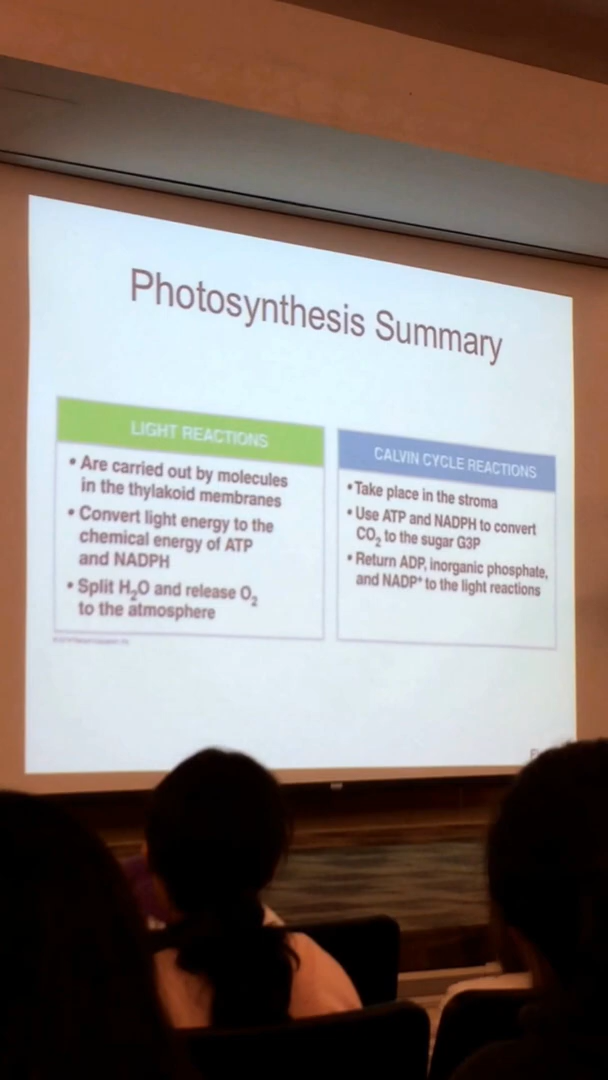 Photosynthesis Summary
LIGHT REACTIONS
• Are carried out by molecules
in the thylakoid membranes
• Convert light energy to the
chemical energy of ATP
and NADPH
• Split H₂O and release O₂
to the atmosphere
CALVIN CYCLE REACTIONS
• Take place in the stroma
• Use ATP and NADPH to convert
CO₂ to the sugar G3P
• Return ADP, inorganic phosphate,
and NADP⁺ to the light reactions